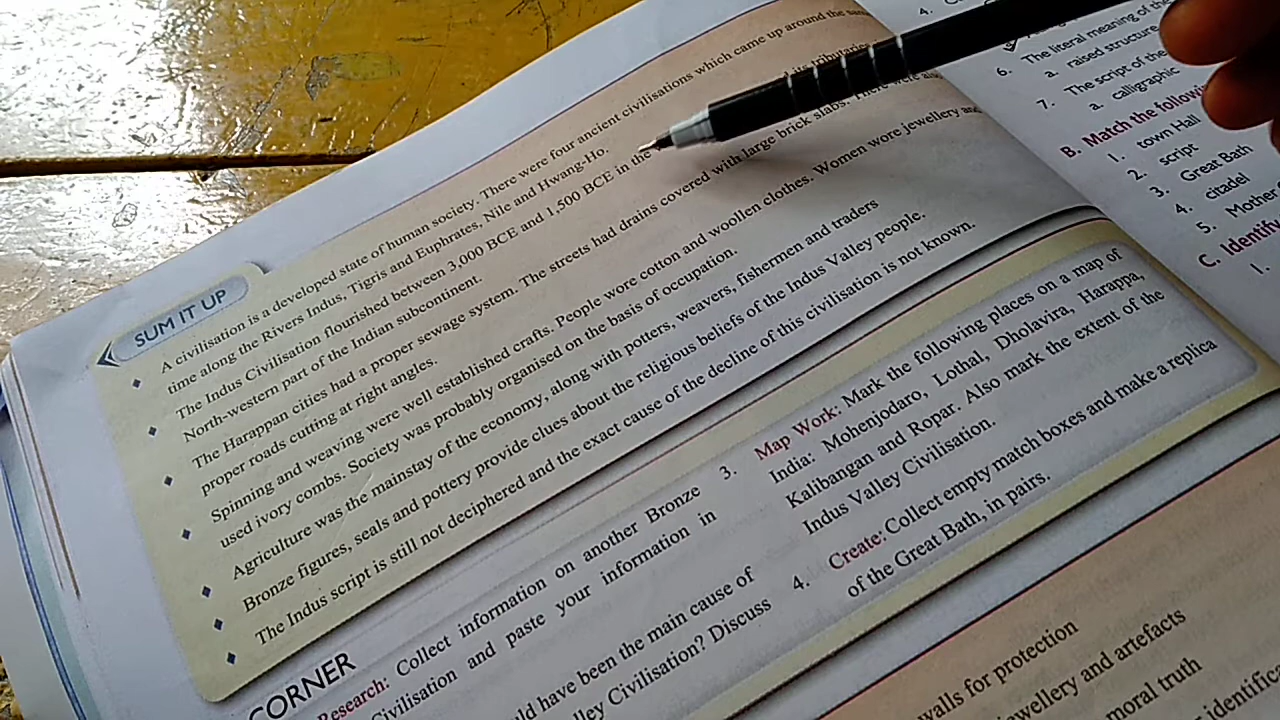 SUM IT UP
A civilisation is a developed state of human society. There were four ancient civilisations which came up around the
time along the Rivers Indus, Tigris and Euphrates, Nile and Hwang-Ho.
The Indus Civilisation flourished between 3,000 BCE and 1,500 BCE in the tributaries
North-western part of the Indian subcontinent.
The Harappan cities had a proper sewage system. The streets had drains covered with large brick slabs. There were
proper roads cutting at right angles.
Spinning and weaving were well established crafts. People wore cotton and woollen clothes. Women wore jewellery
used ivory combs. Society was probably organised on the basis of occupation.
Agriculture was the mainstay of the economy, along with potters, weavers, fishermen and traders
Bronze figures, seals and pottery provide clues about the religious beliefs of the Indus Valley people.
The Indus script is still not deciphered and the exact cause of the decline of this civilisation is not known.
CORNER
Research: Collect information on another Bronze
Civilisation and paste your information in
have been the main cause of
Civilisation? Discuss
3. Map Work: Mark the following places on a map of
India: Mohenjodaro, Lothal, Dholavira, Harappa,
Kalibangan and Ropar. Also mark the extent of the
Indus Valley Civilisation.
4. Create: Collect empty match boxes and make a replica
of the Great Bath, in pairs.
walls for protection
jewellery and artefacts
moral truth
4.
6. The literal meaning of the
a. raised structure
7. The script of the
a. calligraphic
B. Match the
1. town Hall
2. script
3. Great Bath
4. citadel
5. Mother
C. Identify
1.